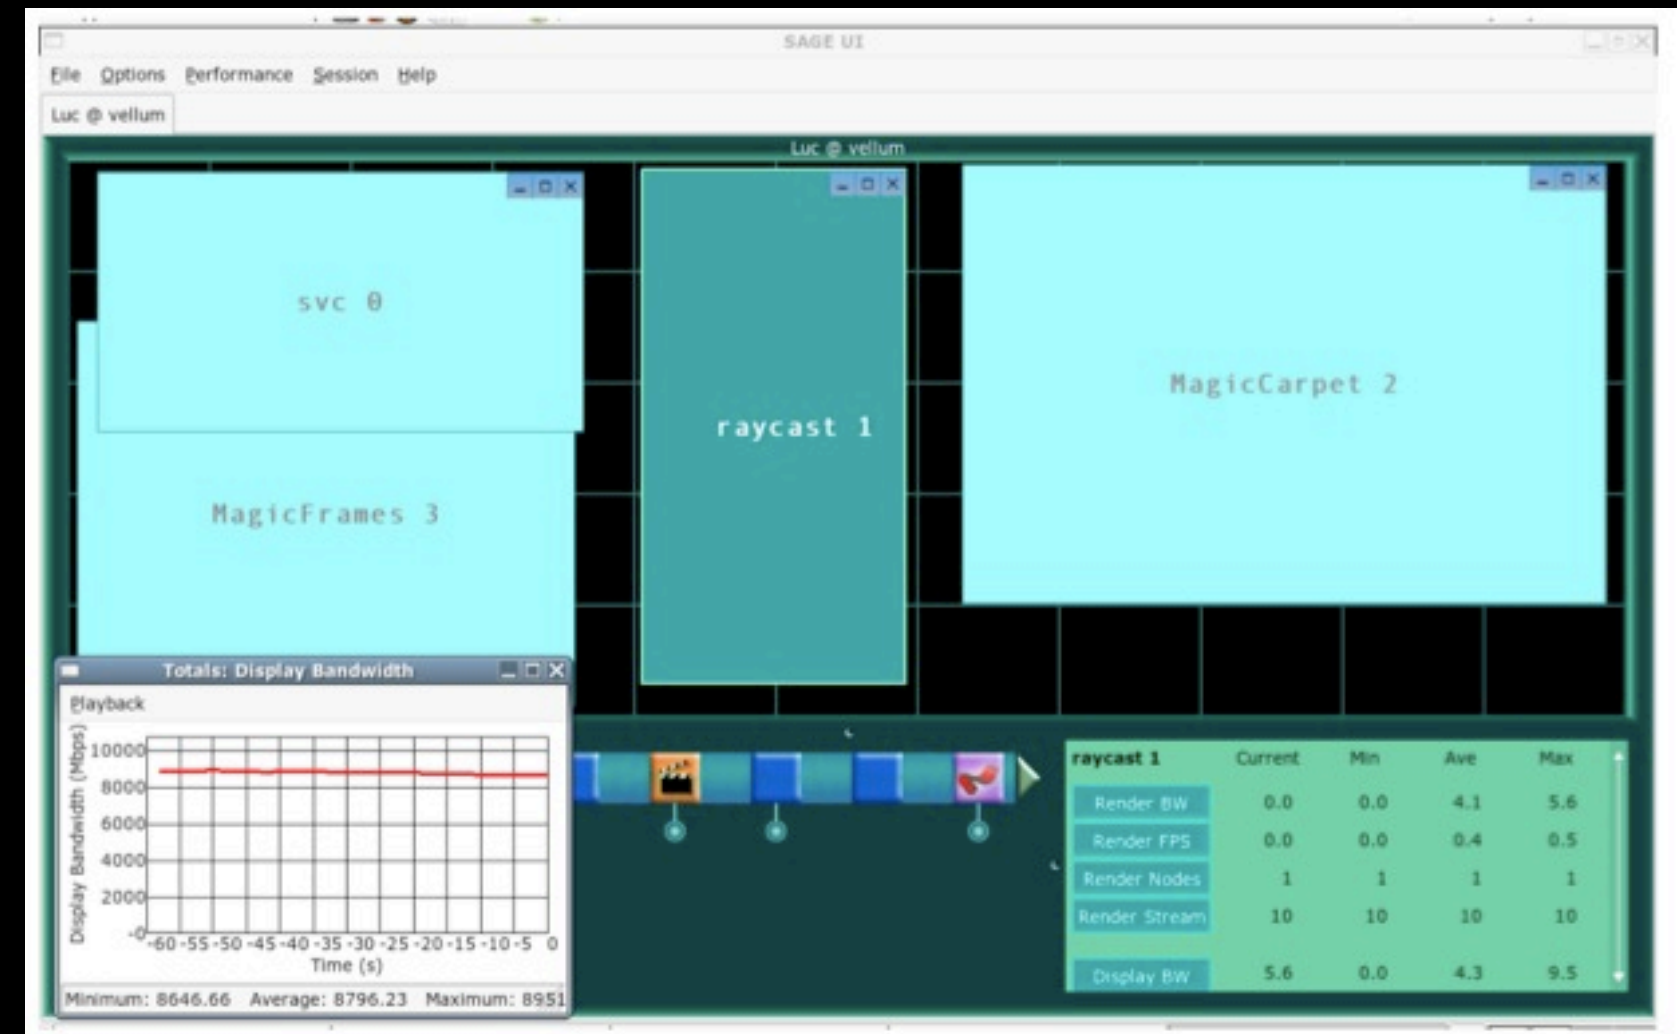 SAGE UI
File Options Performance Session Help
Luc @ vellum
Luc @ vellum
svc 0
raycast 1
MagicCarpet 2
MagicFrames 3
Totals: Display Bandwidth
Playback
Display Bandwidth (Mbps)
10000
8000
6000
4000
2000
-0
-60 -55 -50 -45 -40 -35 -30 -25 -20 -15 -10 -5 0
Time (s)
Minimum: 8646.66 Average: 8796.23 Maximum: 8951
raycast 1 Current Min Ave Max
Render BW 0.0 0.0 4.1 5.6
Render FPS 0.0 0.0 0.4 0.5
Render Nodes 1 1 1 1
Render Stream 10 10 10 10
Display BW 5.6 0.0 4.3 9.5